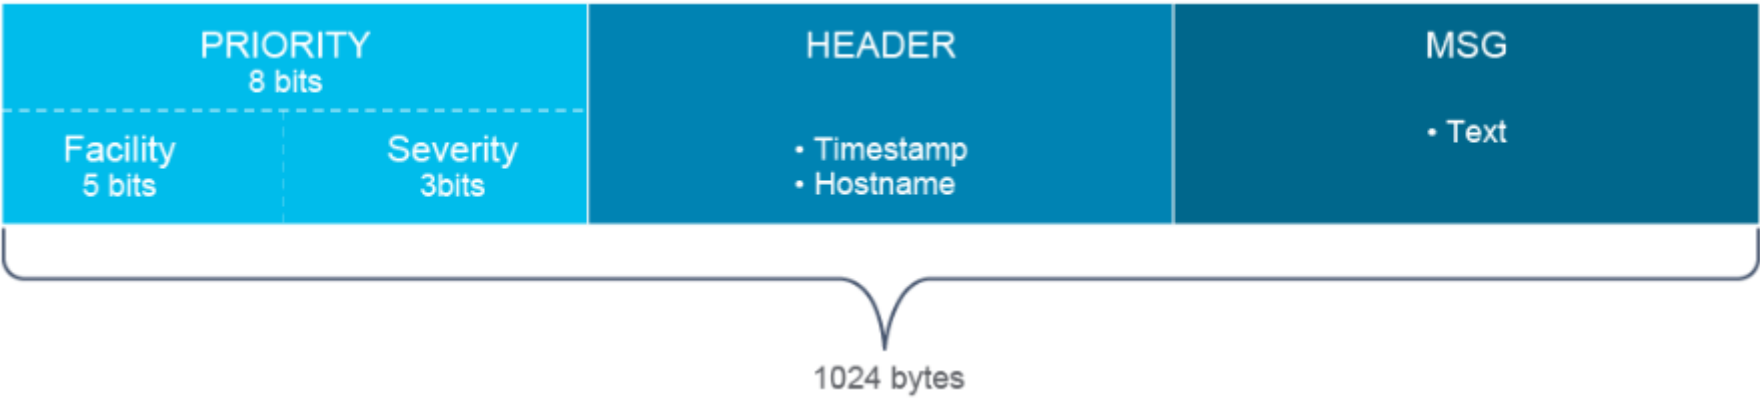 PRIORITY
8 bits
Facility
5 bits
Severity
3bits
HEADER
• Timestamp
• Hostname
MSG
• Text
1024 bytes